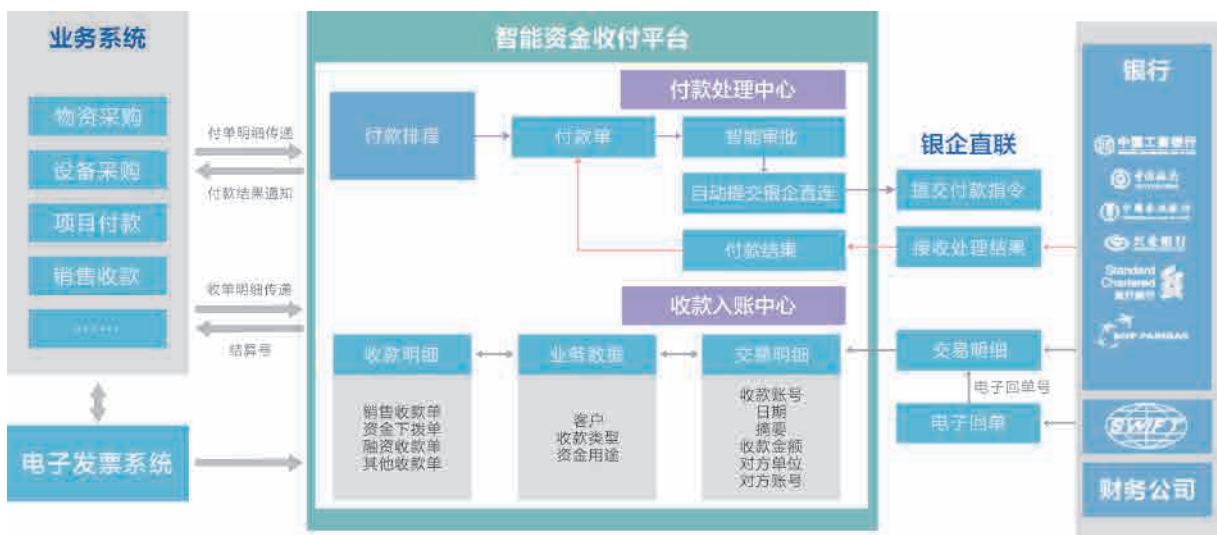 业务系统
物资采购
设备采购
项目付款
销售收款
......
电子发票系统
付单明细传递
付款结果通知
收单明细传递
结算号
智能资金收付平台
付款处理中心
付款排程
付款单
智能审批
自动提交银企直连
付款结果
收款入账中心
收款明细
业务数据
交易明细
销售收款单
资金下拨单
融资收款单
其他收款单
客户
收款类型
资金用途
收款账号
日期
摘要
收款金额
对方单位
对方账号
银企直联
提交付款指令
接收处理结果
交易明细
电子回单号
电子回单
银行
中国工商银行
Standard
Chartered
渣打银行
BNP PARIBAS
SWIFT
财务公司